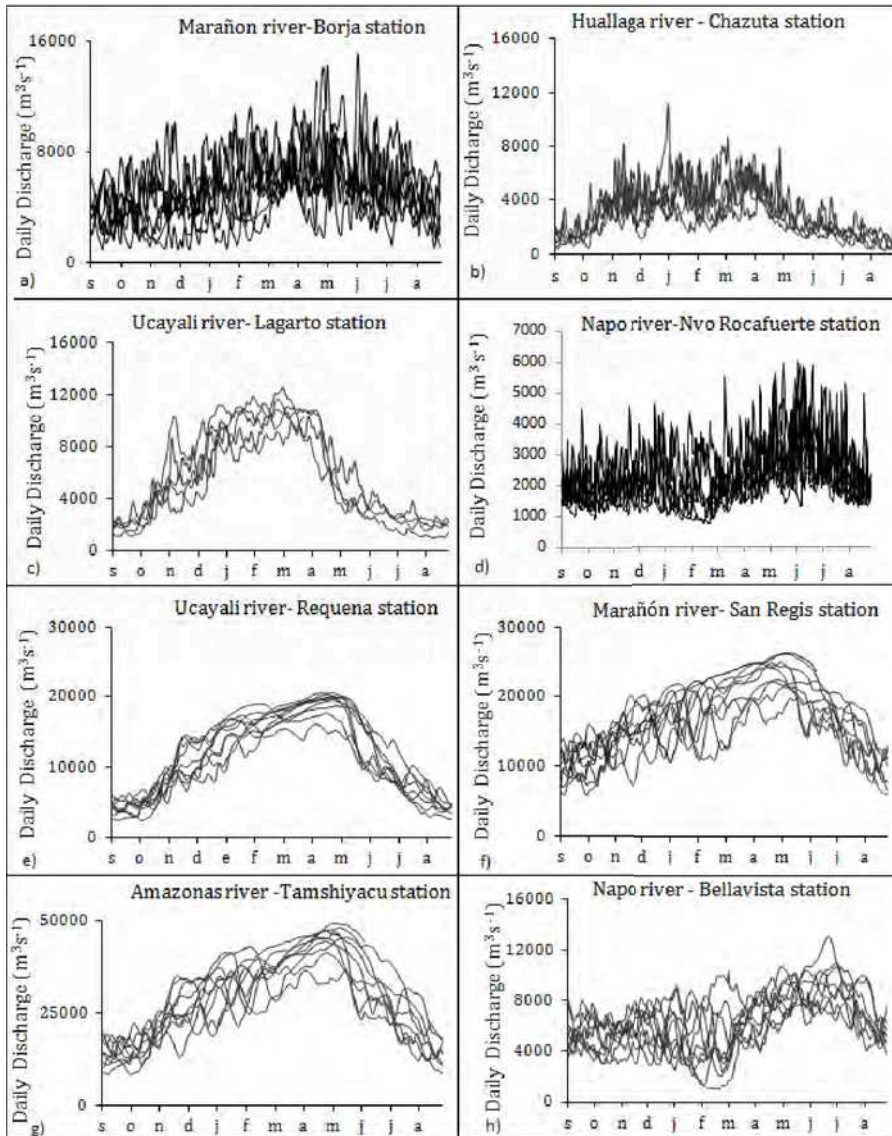 Marañon river-Borja station
Daily Discharge (m³s⁻¹)
16000
8000
0
a)
s o n d j f m a m j j a
Huallaga river - Chazuta station
Daily Dicharge (m³s⁻¹)
16000
12000
8000
4000
0
b)
s o n d j f m a m j j a
Ucayali river- Lagarto station
Daily Discharge (m³s⁻¹)
16000
12000
8000
4000
0
c)
s o n d j f m a m j j a
Napo river-Nvo Rocafuerte station
Daily Discharge (m³s⁻¹)
7000
6000
5000
4000
3000
2000
1000
0
d)
s o n d j f m a m j j a
Ucayali river- Requena station
Daily Discharge (m³s⁻¹)
30000
20000
10000
0
e)
s o n d e f m a m j j a
Marañón river- San Regis station
Daily Discharge (m³s⁻¹)
30000
20000
10000
0
f)
s o n d j f m a m j j a
Amazonas river -Tamshiyacu station
Daily Discharge (m³s⁻¹)
50000
25000
0
g)
s o n d j f m a m j j a
Napo river - Bellavista station
Daily Discharge (m³s⁻¹)
16000
12000
8000
4000
0
h)
s o n d j f m a m j j a